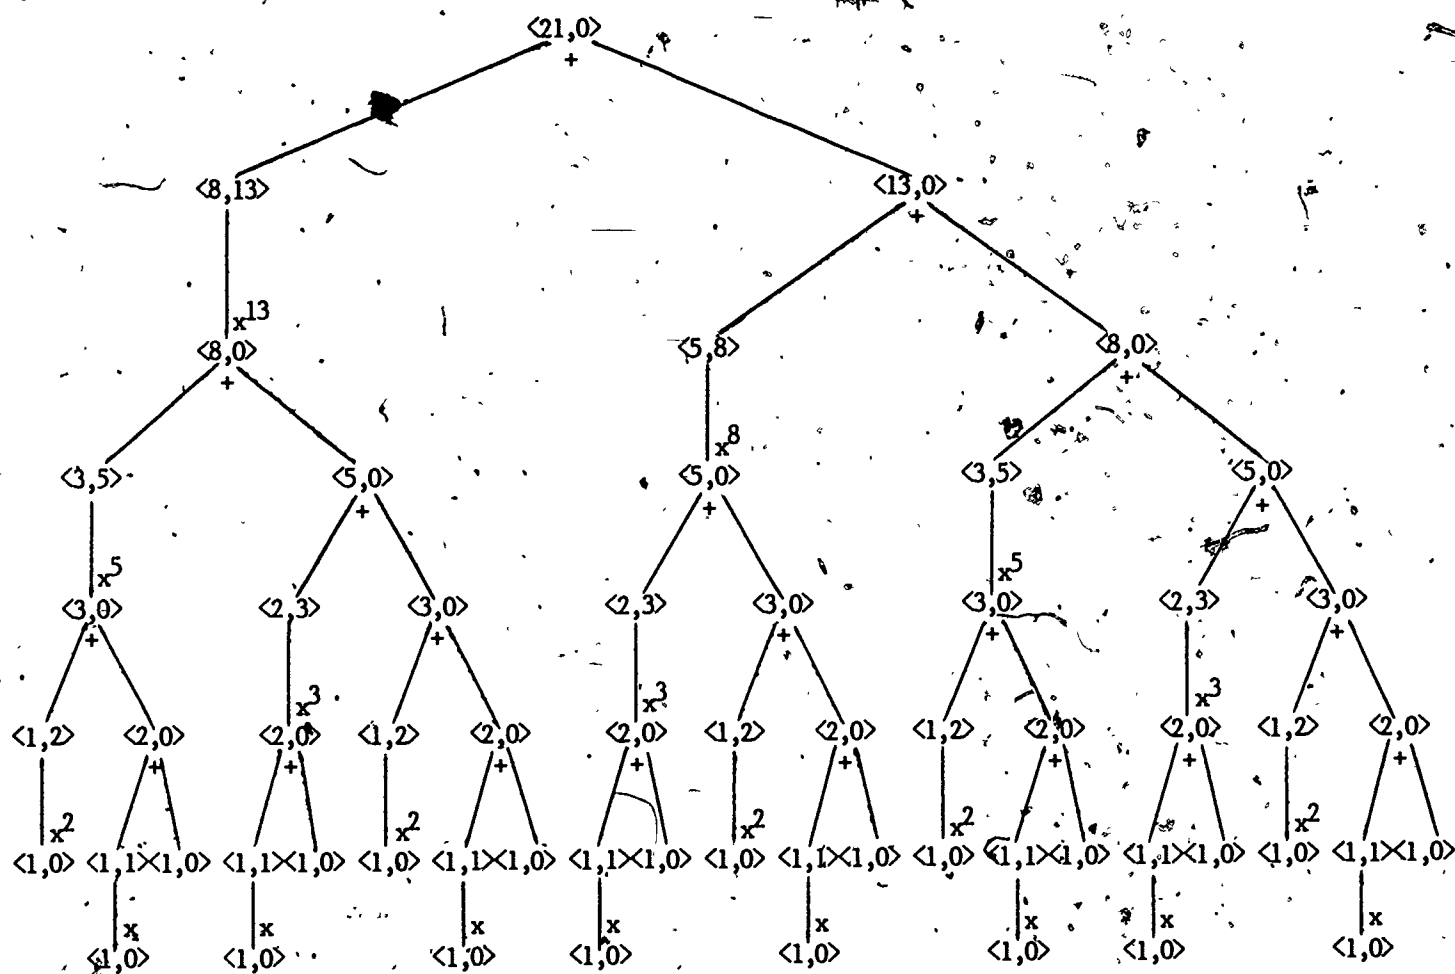 <21,0>
+
<8,13> <13,0>
+
x13
<8,0> <5,8> <8,0>
+ +
x8
<3,5> <5,0> <5,0> <3,5> <5,0>
+ + +
x5 x5
<3,0> <2,3> <3,0> <2,3> <3,0> <3,0> <2,3> <3,0>
+ + + + +
x3 x3 x3
<1,2> <2,0> <2,0> <1,2> <2,0> <2,0> <1,2> <2,0> <1,2> <2,0> <2,0> <1,2> <2,0>
+ + + + + + + +
x2 x2 x2 x2 x2
<1,0> <1,1><1,0> <1,1><1,0> <1,0> <1,1><1,0> <1,1><1,0> <1,0> <1,1><1,0> <1,0> <1,1><1,0> <1,1><1,0> <1,0> <1,1><1,0>
x x x x x x x x
<1,0> <1,0> <1,0> <1,0> <1,0> <1,0> <1,0> <1,0>